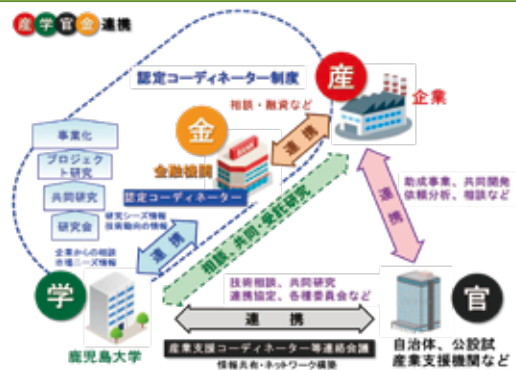 産学官金連携
認定コーディネーター制度
産
企業
相談・融資など
連携
金
金融機関
認定コーディネーター
事業化
プロジェクト研究
共同研究
研究会
研究シーズ情報
技術動向の情報
企業からの相談
市場ニーズ情報
連携
相談、共同・受託研究
助成事業、共同開発
依頼分析、相談など
連携
学
鹿児島大学
技術相談、共同研究
連携協定、各種委員会など
連携
産業支援コーディネーター等連絡会議
情報共有・ネットワーク構築
官
自治体、公設試
産業支援機関など